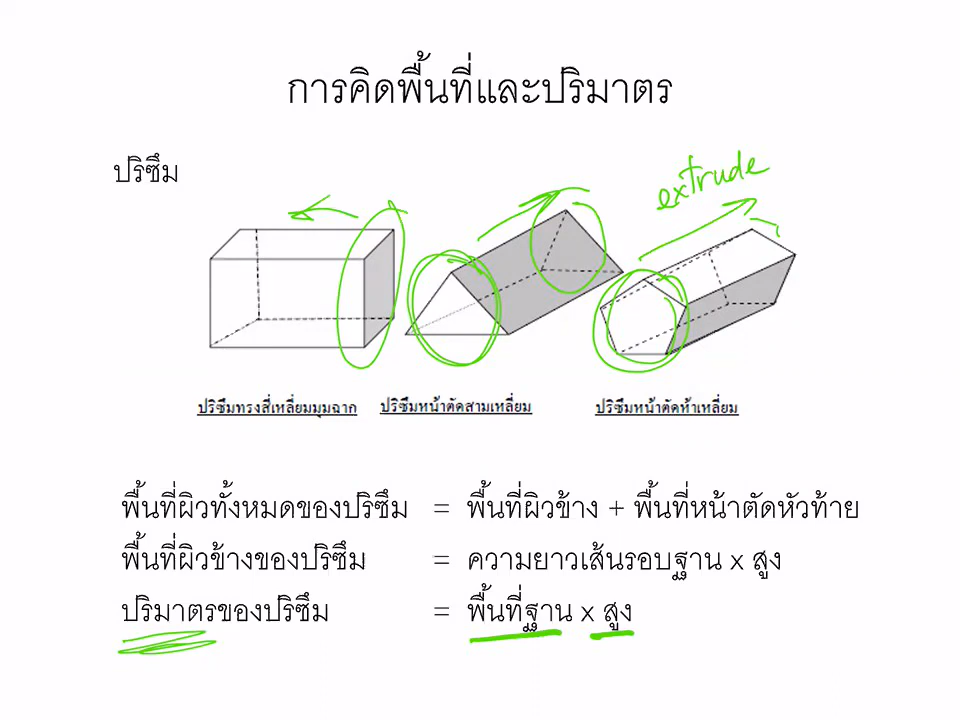 การคิดพื้นที่และปริมาตร
ปริซึม
extrude
ปริซึมทรงสี่เหลี่ยมมุมฉาก ปริซึมหน้าตัดสามเหลี่ยม ปริซึมหน้าตัดห้าเหลี่ยม
พื้นที่ผิวทั้งหมดของปริซึม = พื้นที่ผิวข้าง + พื้นที่หน้าตัดหัวท้าย
พื้นที่ผิวข้างของปริซึม = ความยาวเส้นรอบฐาน x สูง
ปริมาตรของปริซึม = พื้นที่ฐาน x สูง